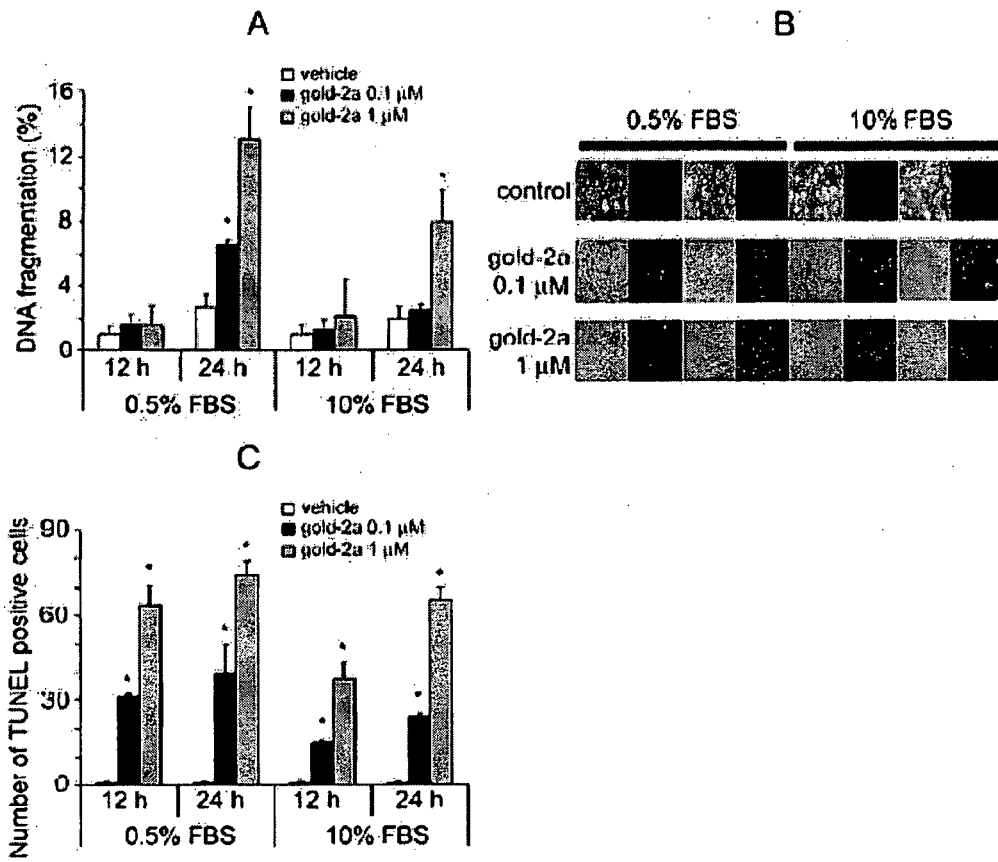 A
DNA fragmentation (%)
16
12
8
4
0
vehicle
gold-2a 0.1 µM
gold-2a 1 µM
*
*
*
12 h
24 h
12 h
24 h
0.5% FBS
10% FBS
B
0.5% FBS
10% FBS
control
gold-2a
0.1 µM
gold-2a
1 µM
C
Number of TUNEL positive cells
90
60
30
0
vehicle
gold-2a 0.1 µM
gold-2a 1 µM
*
*
*
*
*
*
*
*
12 h
24 h
12 h
24 h
0.5% FBS
10% FBS